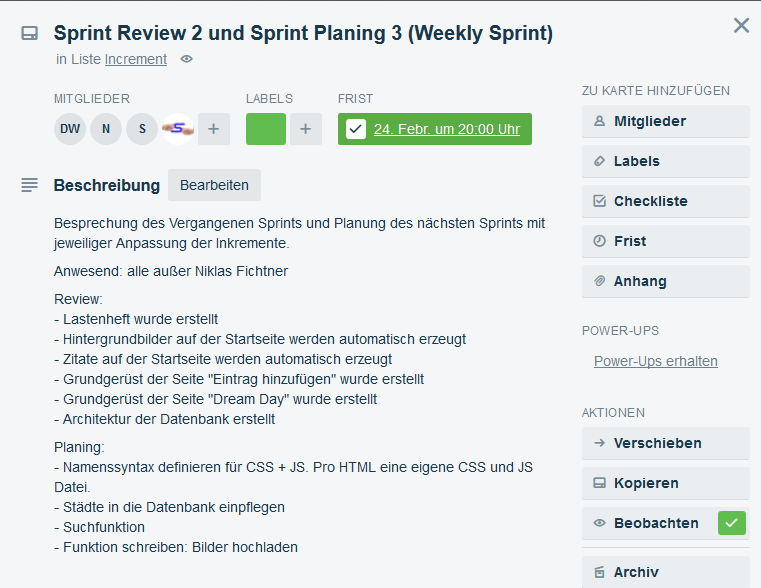 Sprint Review 2 und Sprint Planing 3 (Weekly Sprint)
in Liste Increment
MITGLIEDER
LABELS
FRIST
DW
N
S
S
+
+
24. Febr. um 20:00 Uhr
Beschreibung
Bearbeiten
Besprechung des Vergangenen Sprints und Planung des nächsten Sprints mit
jeweiliger Anpassung der Inkremente.
Anwesend: alle außer Niklas Fichtner
Review:
- Lastenheft wurde erstellt
- Hintergrundbilder auf der Startseite werden automatisch erzeugt
- Zitate auf der Startseite werden automatisch erzeugt
- Grundgerüst der Seite "Eintrag hinzufügen" wurde erstellt
- Grundgerüst der Seite "Dream Day" wurde erstellt
- Architektur der Datenbank erstellt
Planing:
- Namenssyntax definieren für CSS + JS. Pro HTML eine eigene CSS und JS
Datei.
- Städte in die Datenbank einpflegen
- Suchfunktion
- Funktion schreiben: Bilder hochladen
ZU KARTE HINZUFÜGEN
Mitglieder
Labels
Checkliste
Frist
Anhang
POWER-UPS
Power-Ups erhalten
AKTIONEN
Verschieben
Kopieren
Beobachten
Archiv